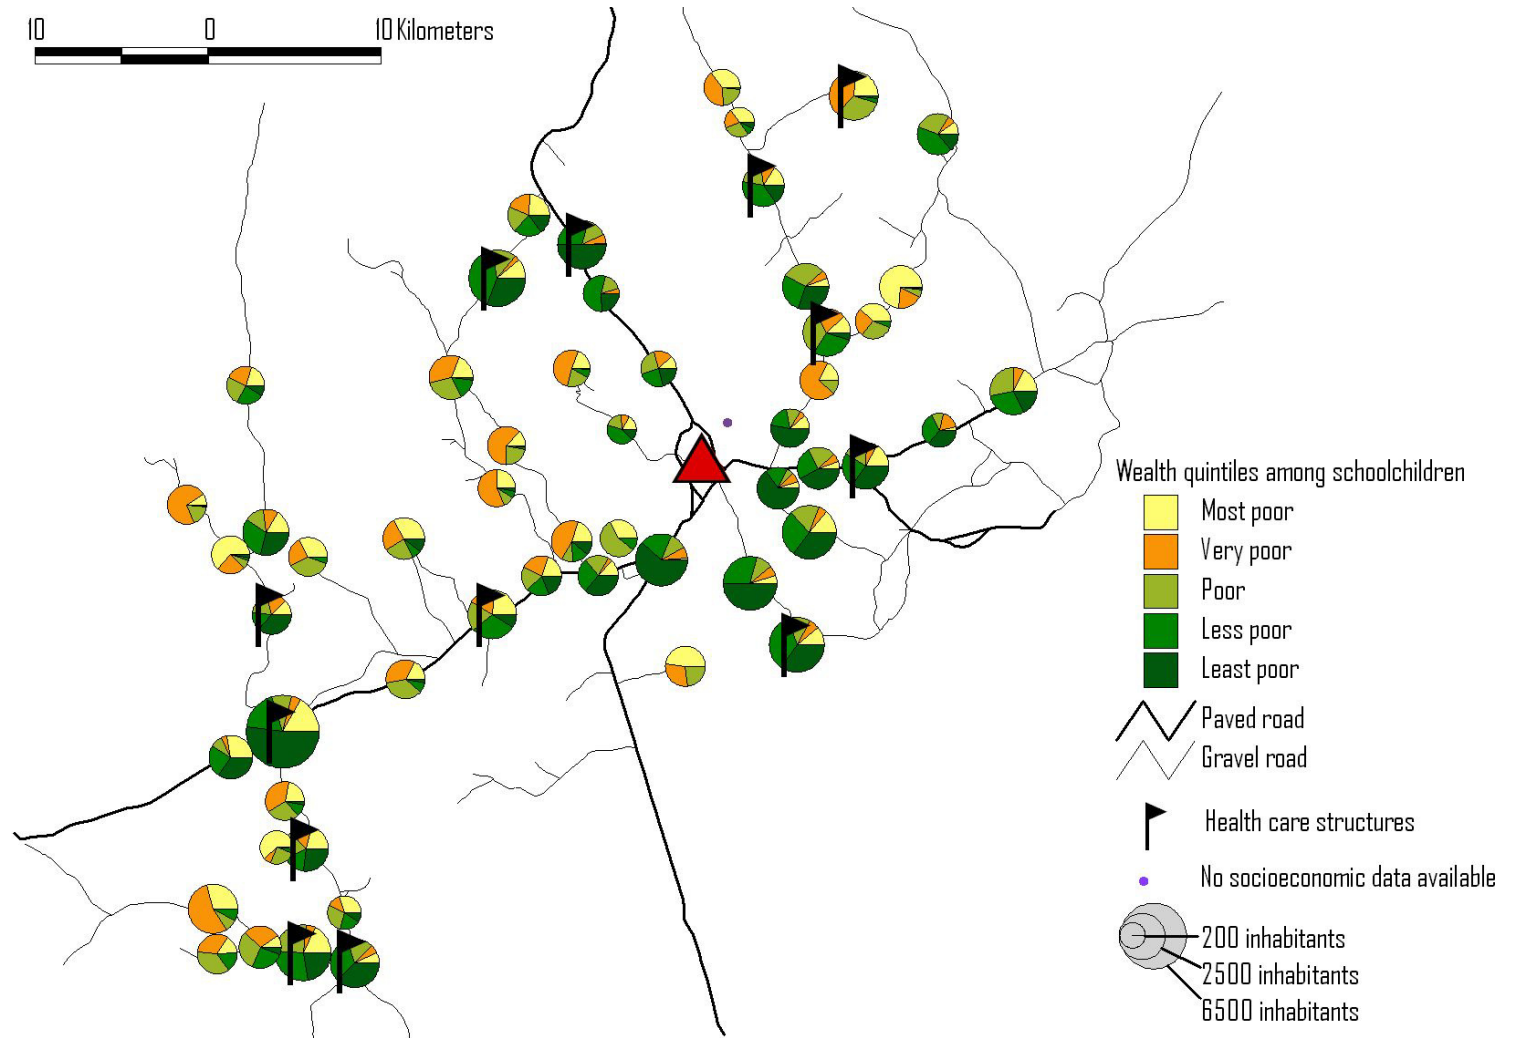 10 0 10 Kilometers
Wealth quintiles among schoolchildren
Most poor
Very poor
Poor
Less poor
Least poor
Paved road
Gravel road
Health care structures
No socioeconomic data available
200 inhabitants
2500 inhabitants
6500 inhabitants